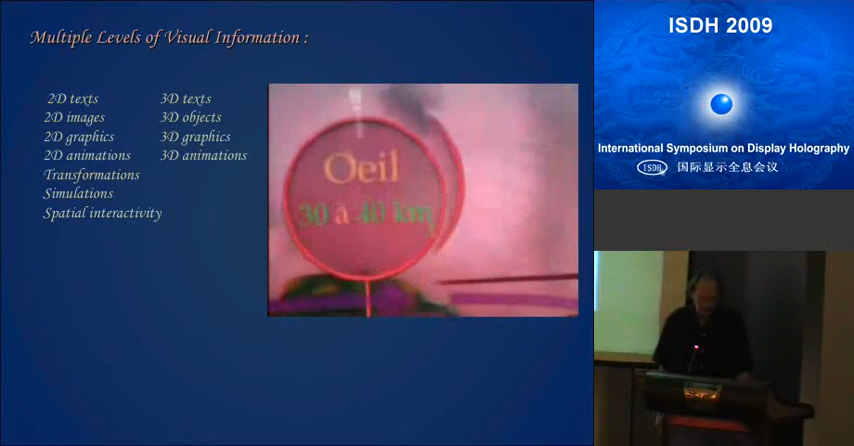 Multiple Levels of Visual Information :
2D texts 3D texts
2D images 3D objects
2D graphics 3D graphics
2D animations 3D animations
Transformations
Simulations
Spatial interactivity
Oeil
30 à 40 km
ISDH 2009
International Symposium on Display Holography
ISDH 国际显示全息会议